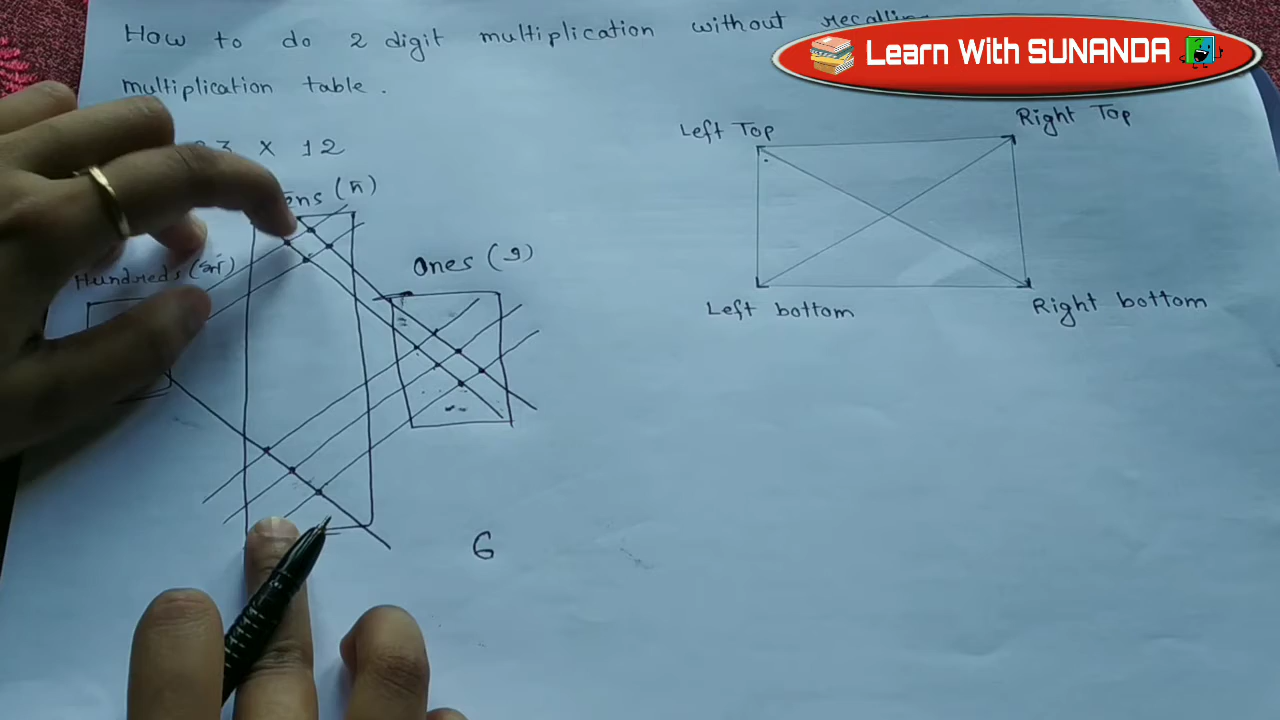 How to do 2 digit multiplication without
multiplication table.
Learn With SUNANDA
Left Top
Right Top
X 12
Ones (9)
Left bottom
Right bottom
6